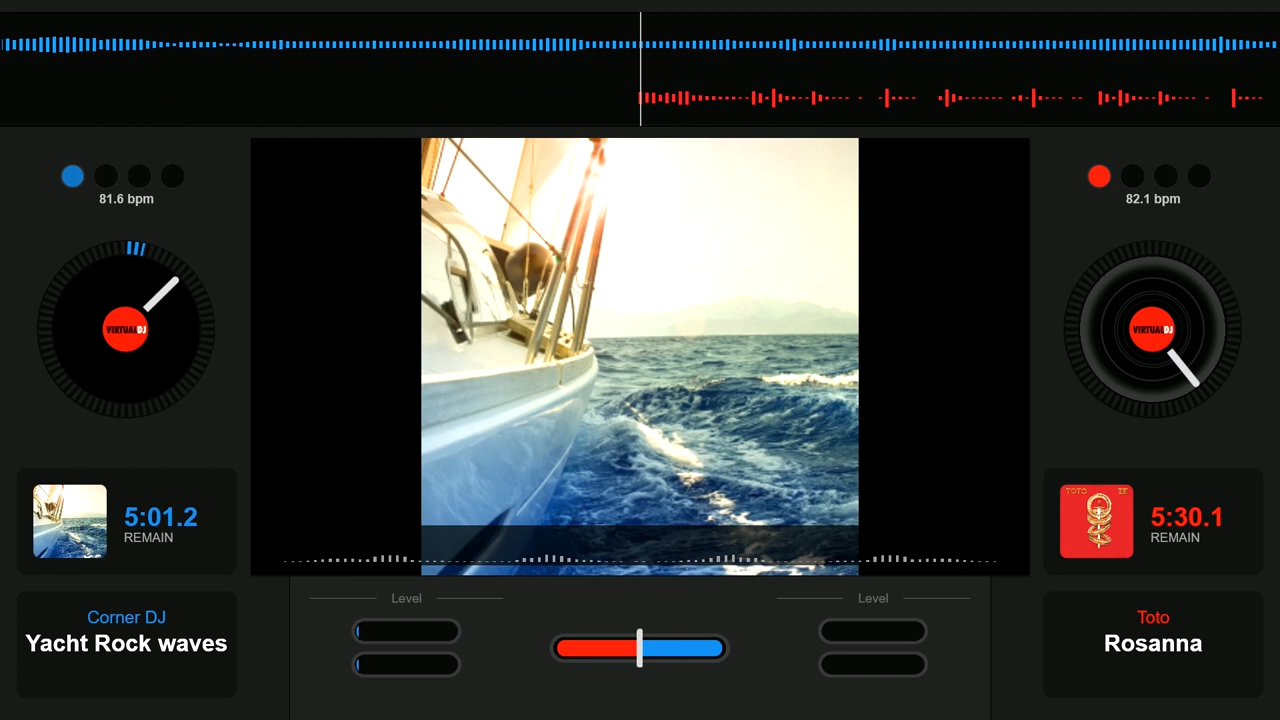 81.6 bpm
82.1 bpm
VIRTUALDJ
VIRTUALDJ
5:01.2
REMAIN
TOTO IV
5:30.1
REMAIN
Level
Level
Corner DJ
Yacht Rock waves
Toto
Rosanna